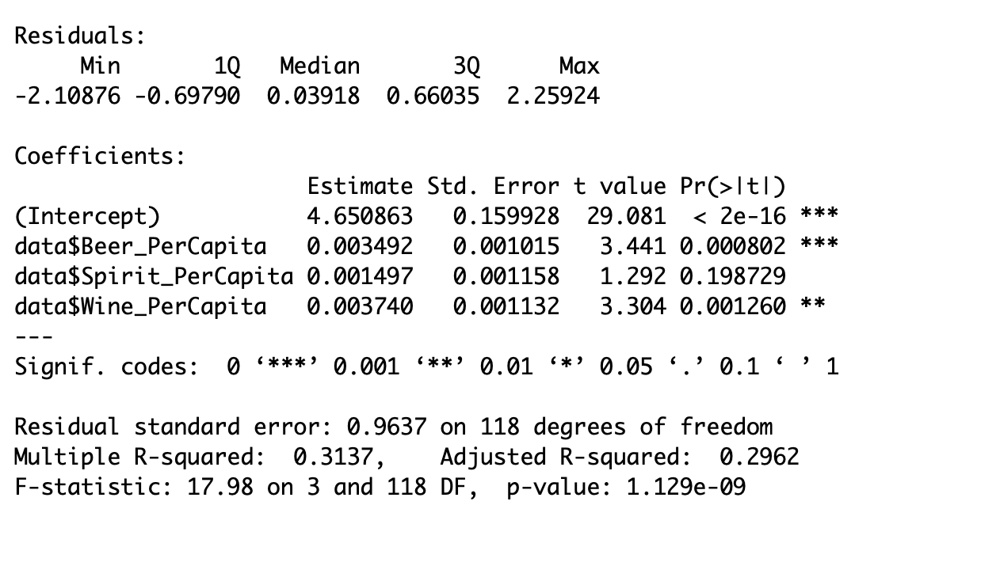 Residuals:
     Min       1Q   Median       3Q      Max
-2.10876 -0.69790  0.03918  0.66035  2.25924
Coefficients:
                      Estimate Std. Error t value Pr(>|t|)
(Intercept)           4.650863   0.159928  29.081  < 2e-16 ***
data$Beer_PerCapita   0.003492   0.001015   3.441 0.000802 ***
data$Spirit_PerCapita 0.001497   0.001158   1.292 0.198729
data$Wine_PerCapita   0.003740   0.001132   3.304 0.001260 **
---
Signif. codes:  0 ‘***’ 0.001 ‘**’ 0.01 ‘*’ 0.05 ‘.’ 0.1 ‘ ’ 1
Residual standard error: 0.9637 on 118 degrees of freedom
Multiple R-squared:  0.3137,    Adjusted R-squared:  0.2962
F-statistic: 17.98 on 3 and 118 DF,  p-value: 1.129e-09